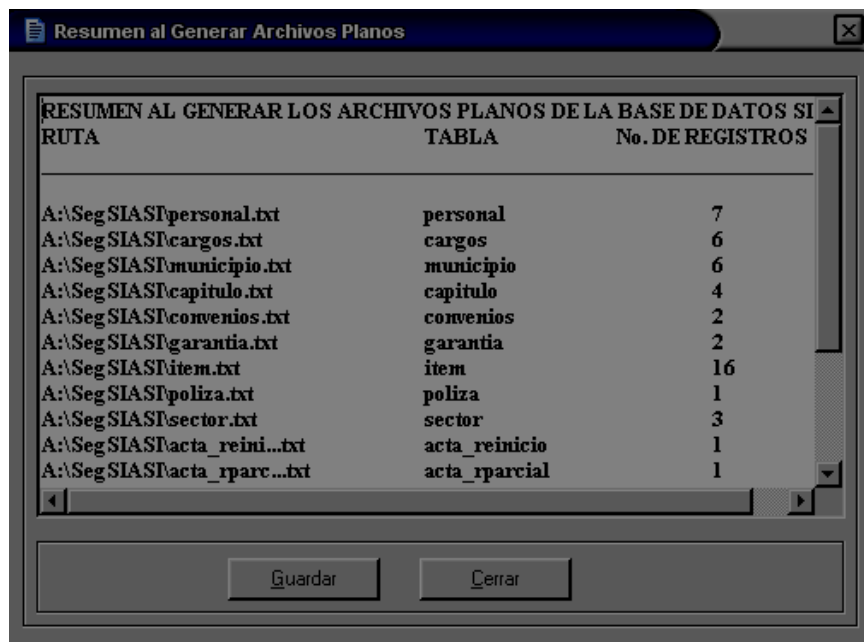 Resumen al Generar Archivos Planos
RESUMEN AL GENERAR LOS ARCHIVOS PLANOS DE LA BASE DE DATOS SI
RUTA TABLA No. DE REGISTROS
A:\SegSIASI\personal.txt personal 7
A:\SegSIASI\cargos.txt cargos 6
A:\SegSIASI\municipio.txt municipio 6
A:\SegSIASI\capitulo.txt capitulo 4
A:\SegSIASI\convenios.txt convenios 2
A:\SegSIASI\garantia.txt garantia 2
A:\SegSIASI\item.txt item 16
A:\SegSIASI\poliza.txt poliza 1
A:\SegSIASI\sector.txt sector 3
A:\SegSIASI\acta_reini...txt acta_reinicio 1
A:\SegSIASI\acta_rparc...txt acta_rparcial 1
Guardar Cerrar